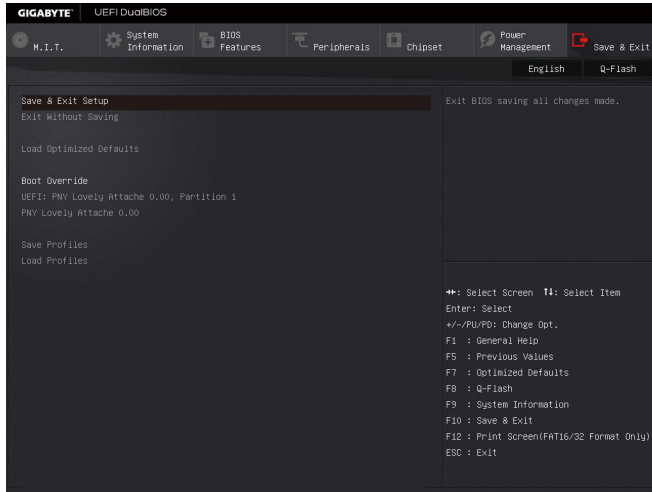 GIGABYTE™ UEFI DualBIOS
M.I.T.
System
Information
BIOS
Features
Peripherals
Chipset
Power
Management
Save & Exit
English
Q-Flash
Save & Exit Setup
Exit Without Saving
Load Optimized Defaults
Boot Override
UEFI: PNY Lovely Attache 0.00, Partition 1
PNY Lovely Attache 0.00
Save Profiles
Load Profiles
Exit BIOS saving all changes made.
→←: Select Screen ↑↓: Select Item
Enter: Select
+/-/PU/PD: Change Opt.
F1 : General Help
F5 : Previous Values
F7 : Optimized Defaults
F8 : Q-Flash
F9 : System Information
F10 : Save & Exit
F12 : Print Screen(FAT16/32 Format Only)
ESC : Exit